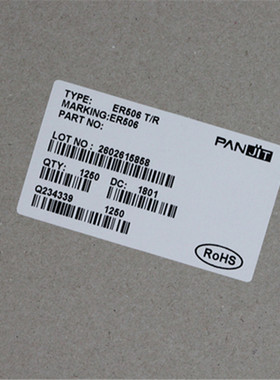 TYPE: ER506 T/R
MARKING:ER506
PART NO:
PANJIT
LOT NO : 2602615858
QTY: 1250 DC: 1801
Q234339 1250
RoHS